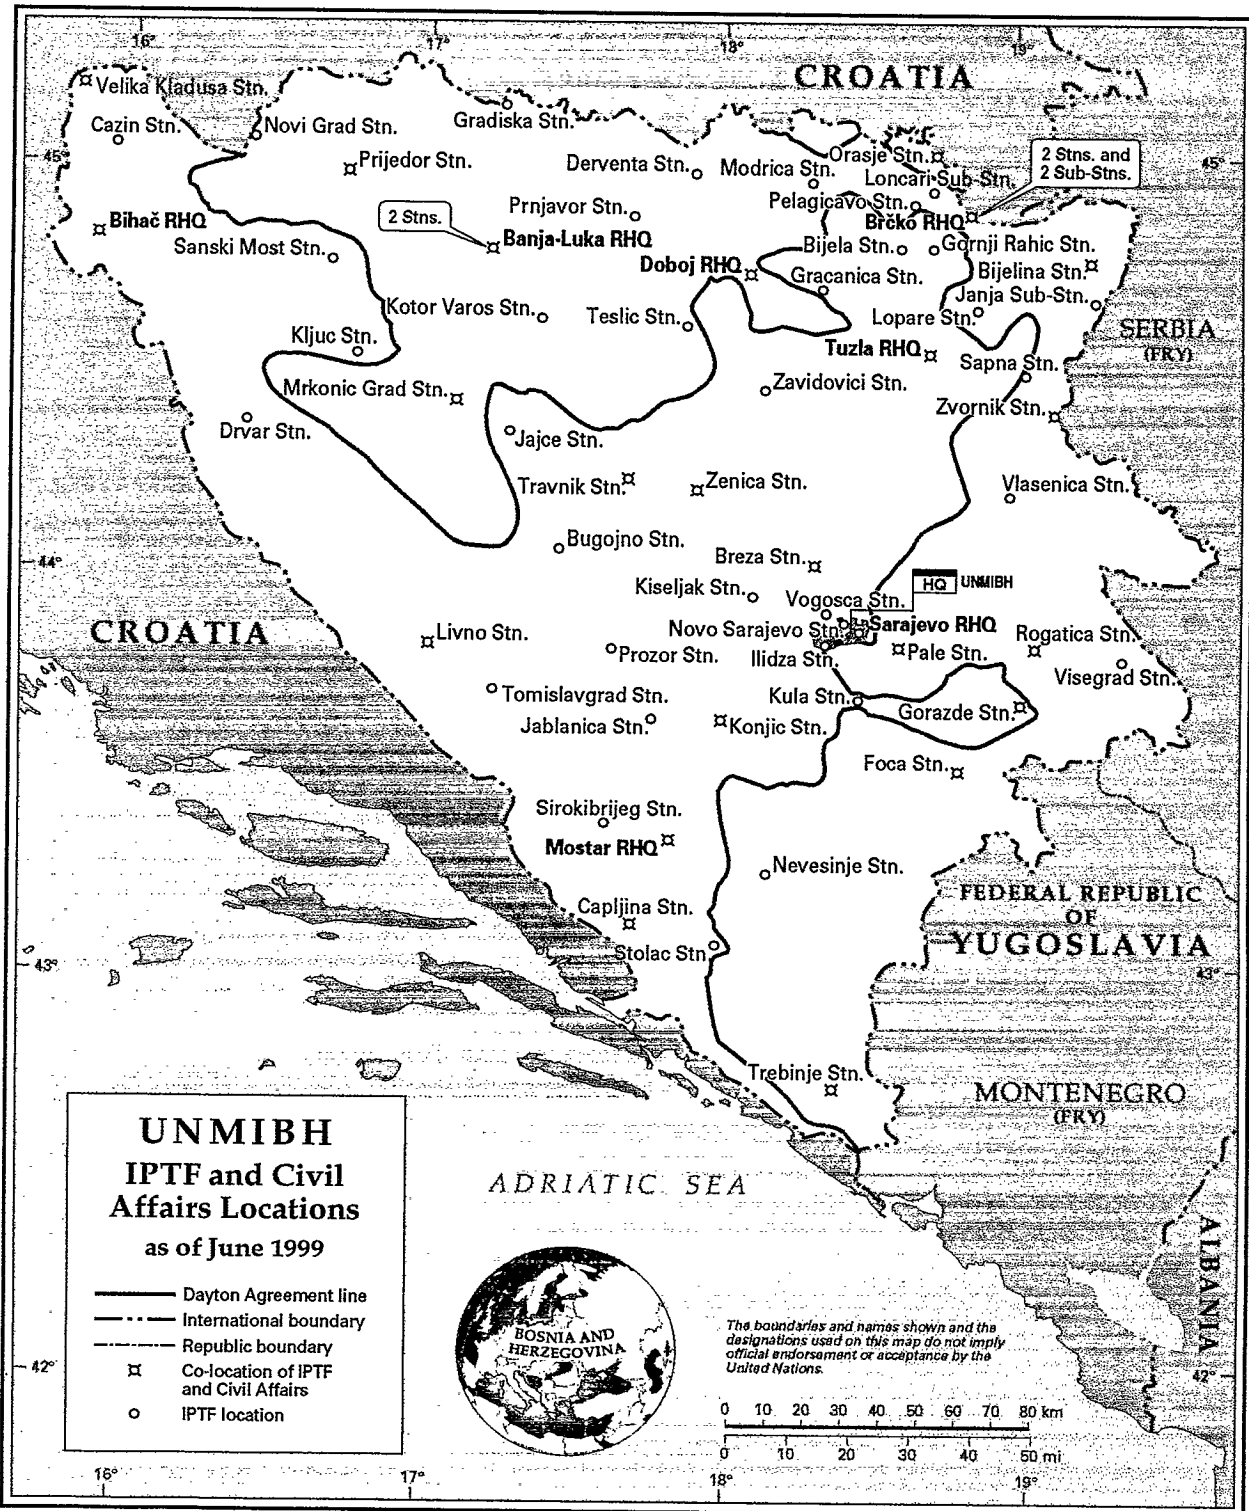 16°
17°
18°
19°
CROATIA
Velika Kladusa Stn.
Cazin Stn.
Novi Grad Stn.
Gradiska Stn.
45°
Prijedor Stn.
Derventa Stn.
Modrica Stn.
Orasje Stn.
Loncari Sub-Stn.
2 Stns. and
2 Sub-Stns.
45°
Bihač RHQ
2 Stns.
Prnjavor Stn.
Pelagicavo Stn.
Brčko RHQ
Sanski Most Stn.
Banja-Luka RHQ
Doboj RHQ
Bijela Stn.
Gornji Rahic Stn.
Bijelina Stn.
Gracanica Stn.
Janja Sub-Stn.
Kotor Varos Stn.
Teslic Stn.
Lopare Stn.
SERBIA
(FRY)
Kljuc Stn.
Tuzla RHQ
Sapna Stn.
Mrkonic Grad Stn.
Zavidovici Stn.
Zvornik Stn.
Drvar Stn.
Jajce Stn.
Travnik Stn.
Zenica Stn.
Vlasenica Stn.
44°
Bugojno Stn.
Breza Stn.
Kiseljak Stn.
HQ UNMIBH
Vogosca Stn.
CROATIA
Livno Stn.
Novo Sarajevo Stn.
Sarajevo RHQ
Rogatica Stn.
Prozor Stn.
Ilidza Stn.
Pale Stn.
Visegrad Stn.
Tomislavgrad Stn.
Kula Stn.
Jablanica Stn.
Konjic Stn.
Gorazde Stn.
Foca Stn.
Sirokibrijeg Stn.
Mostar RHQ
Nevesinje Stn.
FEDERAL REPUBLIC
OF
YUGOSLAVIA
Capljina Stn.
Stolac Stn
43°
43°
Trebinje Stn.
MONTENEGRO
(FRY)
ADRIATIC SEA
ALBANIA
UNMIBH
IPTF and Civil
Affairs Locations
as of June 1999
Dayton Agreement line
International boundary
Republic boundary
Co-location of IPTF
and Civil Affairs
IPTF location
BOSNIA AND
HERZEGOVINA
The boundaries and names shown and the
designations used on this map do not imply
official endorsement or acceptance by the
United Nations.
42°
42°
0 10 20 30 40 50 60 70 80 km
0 10 20 30 40 50 mi
16°
17°
18°
19°